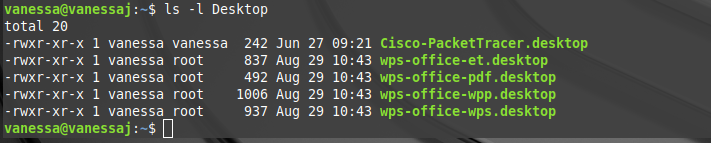 vanessa@vanessaj:~$ ls -l Desktop
total 20
-rwxr-xr-x 1 vanessa vanessa  242 Jun 27 09:21 Cisco-PacketTracer.desktop
-rwxr-xr-x 1 vanessa root     837 Aug 29 10:43 wps-office-et.desktop
-rwxr-xr-x 1 vanessa root     492 Aug 29 10:43 wps-office-pdf.desktop
-rwxr-xr-x 1 vanessa root    1006 Aug 29 10:43 wps-office-wpp.desktop
-rwxr-xr-x 1 vanessa root     937 Aug 29 10:43 wps-office-wps.desktop
vanessa@vanessaj:~$